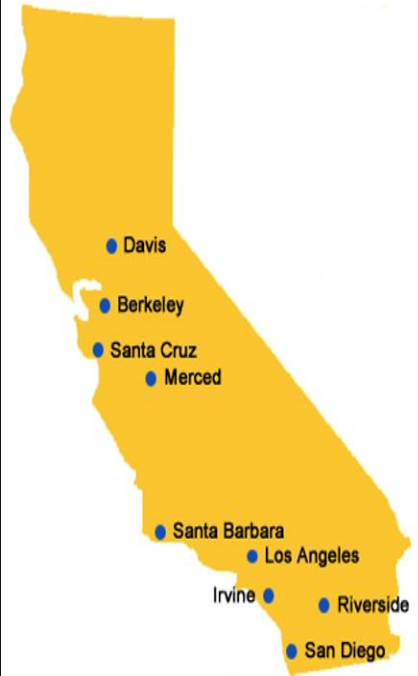 Davis
Berkeley
Santa Cruz
Merced
Santa Barbara
Los Angeles
Irvine
Riverside
San Diego